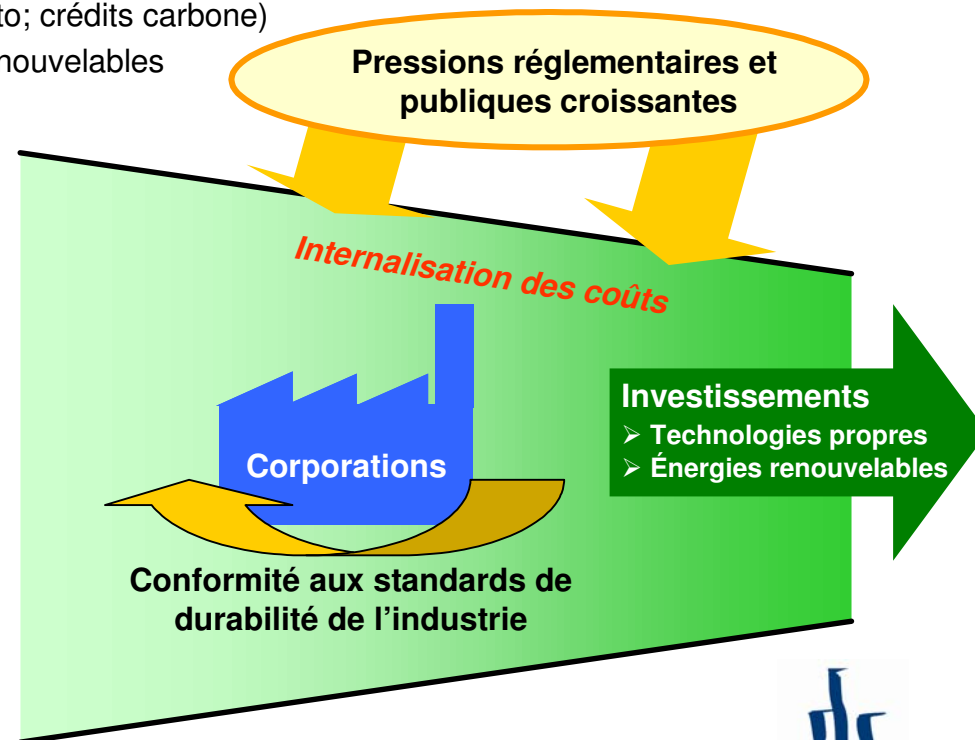 to; crédits carbone)
nouvelables
Pressions réglementaires et
publiques croissantes
Internalisation des coûts
Investissements
➢ Technologies propres
➢ Énergies renouvelables
Corporations
Conformité aux standards de
durabilité de l’industrie